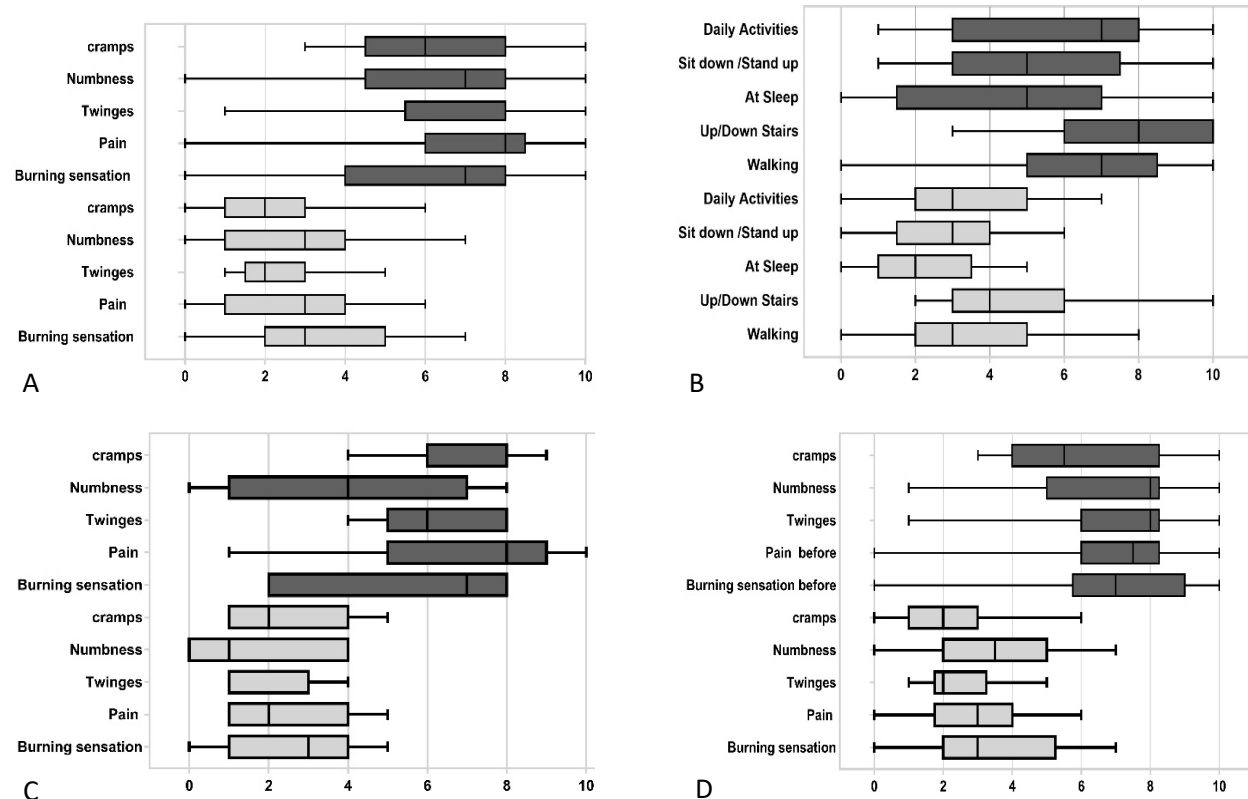 cramps
Numbness
Twinges
Pain
Burning sensation
cramps
Numbness
Twinges
Pain
Burning sensation
0 2 4 6 8 10
A
Daily Activities
Sit down /Stand up
At Sleep
Up/Down Stairs
Walking
Daily Activities
Sit down /Stand up
At Sleep
Up/Down Stairs
Walking
0 2 4 6 8 10
B
cramps
Numbness
Twinges
Pain
Burning sensation
cramps
Numbness
Twinges
Pain
Burning sensation
0 2 4 6 8 10
C
cramps
Numbness
Twinges
Pain before
Burning sensation before
cramps
Numbness
Twinges
Pain
Burning sensation
0 2 4 6 8 10
D